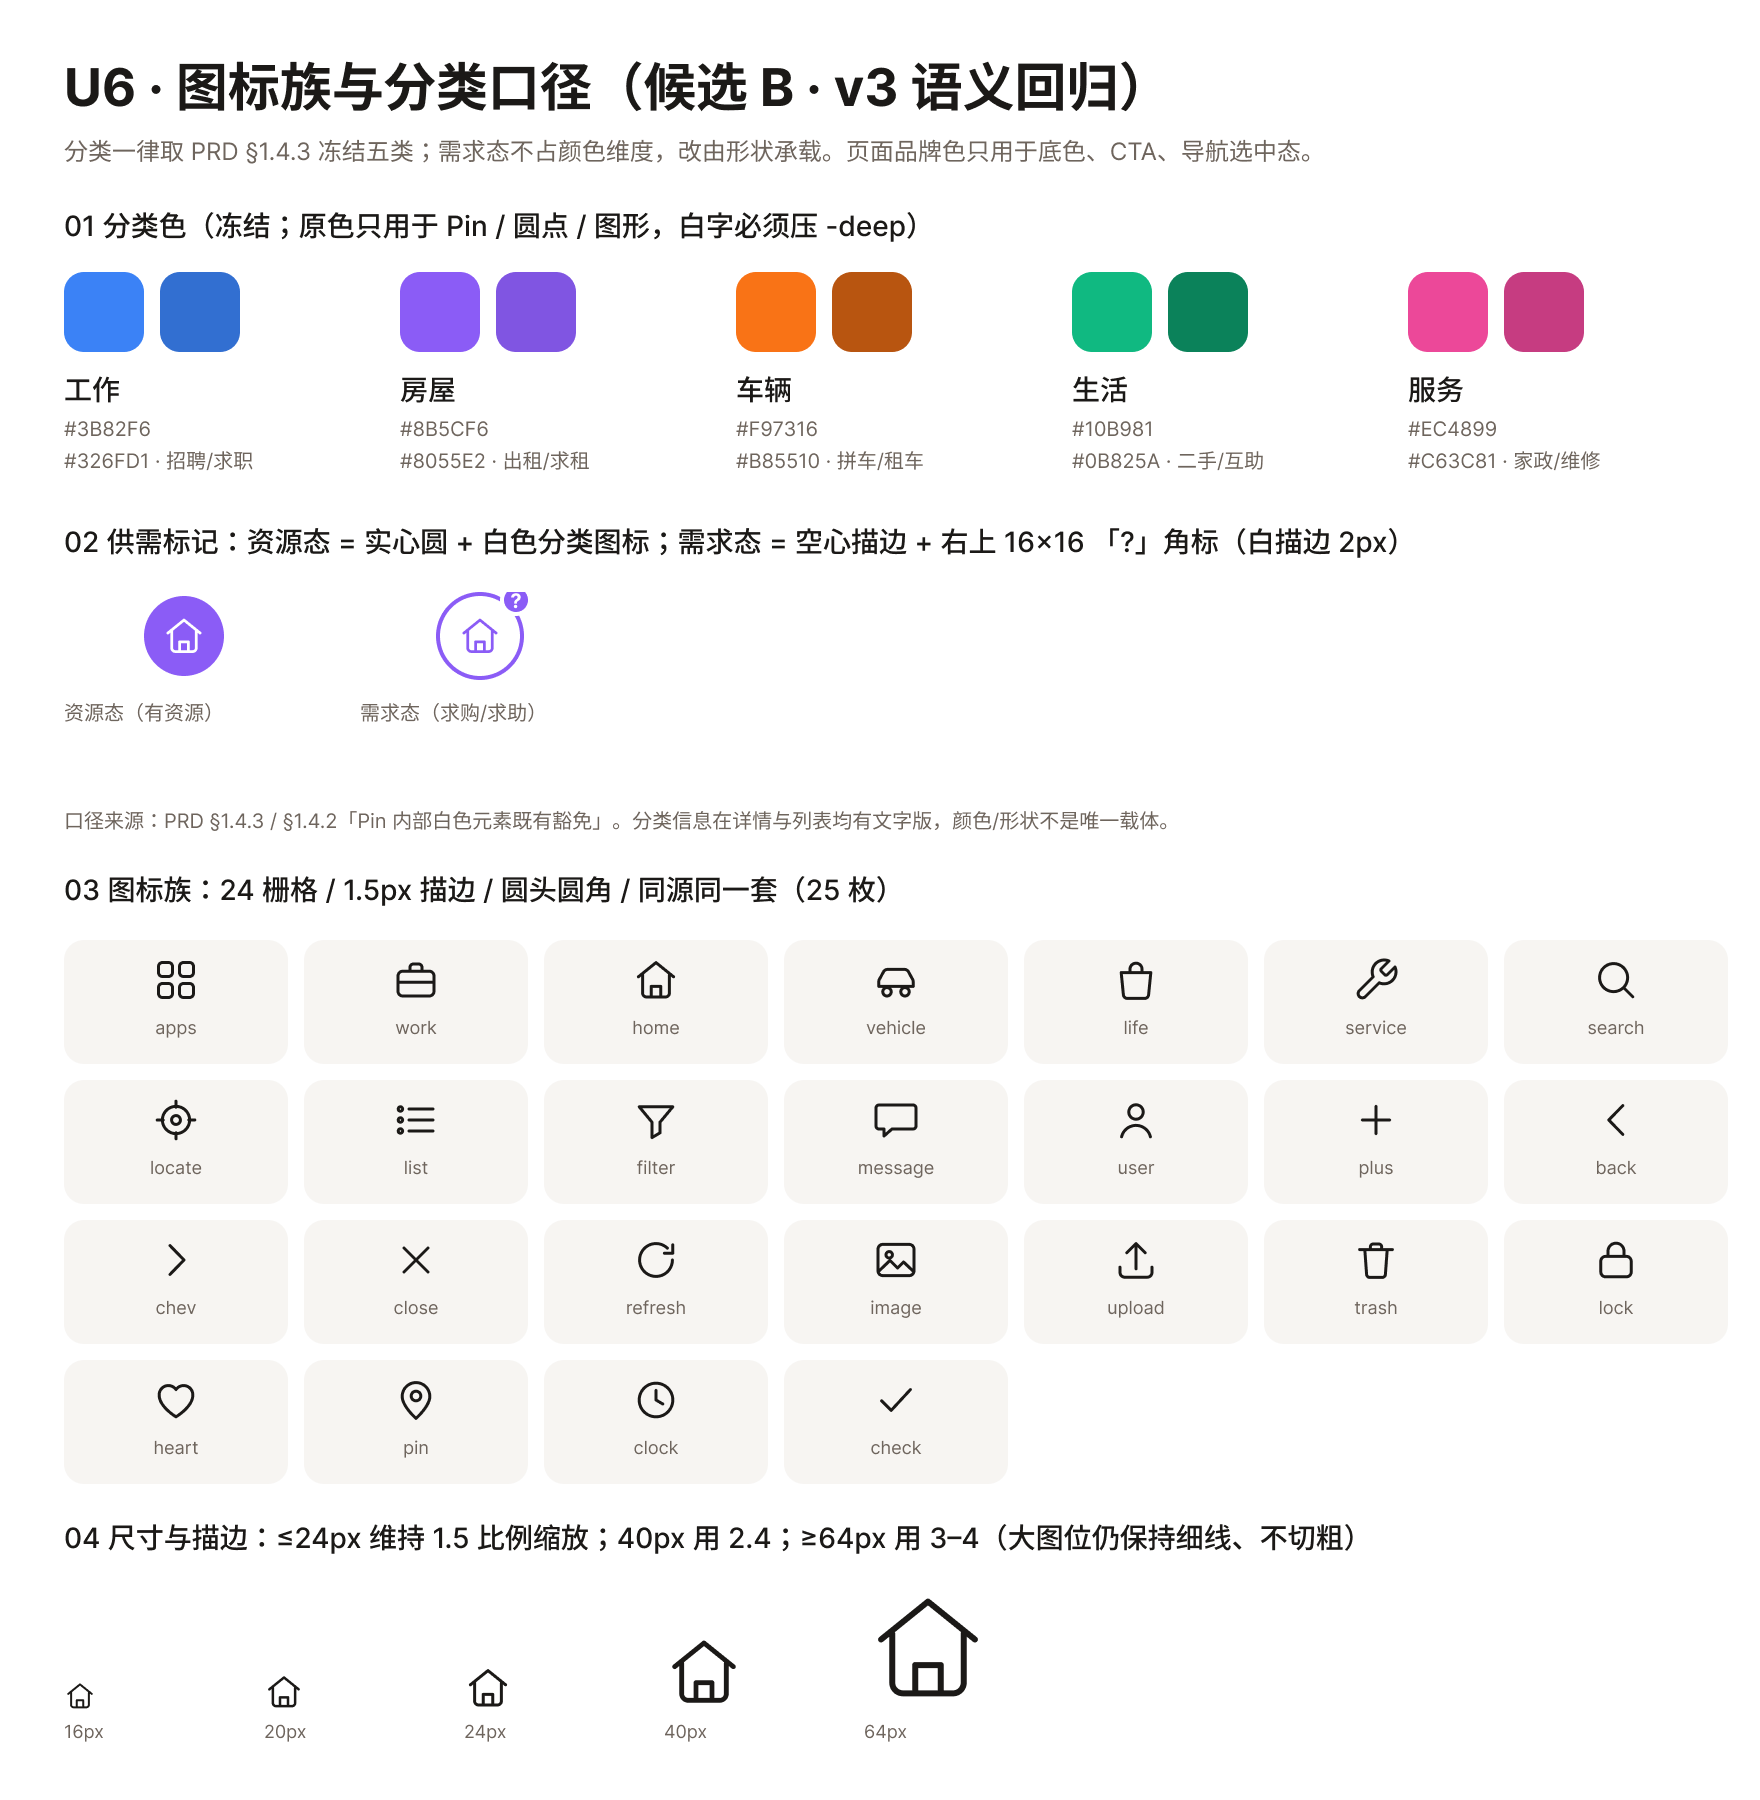 U6 · 图标族与分类口径（候选 B · v3 语义回归）
分类一律取 PRD §1.4.3 冻结五类；需求态不占颜色维度，改由形状承载。页面品牌色只用于底色、CTA、导航选中态。
01 分类色（冻结；原色只用于 Pin / 圆点 / 图形，白字必须压 -deep）
工作
#3B82F6
#326FD1 · 招聘/求职
房屋
#8B5CF6
#8055E2 · 出租/求租
车辆
#F97316
#B85510 · 拼车/租车
生活
#10B981
#0B825A · 二手/互助
服务
#EC4899
#C63C81 · 家政/维修
02 供需标记：资源态 = 实心圆 + 白色分类图标；需求态 = 空心描边 + 右上 16×16 「?」角标（白描边 2px）
?
资源态（有资源）
需求态（求购/求助）
口径来源：PRD §1.4.3 / §1.4.2「Pin 内部白色元素既有豁免」。分类信息在详情与列表均有文字版，颜色/形状不是唯一载体。
03 图标族：24 栅格 / 1.5px 描边 / 圆头圆角 / 同源同一套（25 枚）
apps
work
home
vehicle
life
service
search
locate
list
filter
message
user
plus
back
chev
close
refresh
image
upload
trash
lock
heart
pin
clock
check
04 尺寸与描边：≤24px 维持 1.5 比例缩放；40px 用 2.4；≥64px 用 3–4（大图位仍保持细线、不切粗）
16px
20px
24px
40px
64px